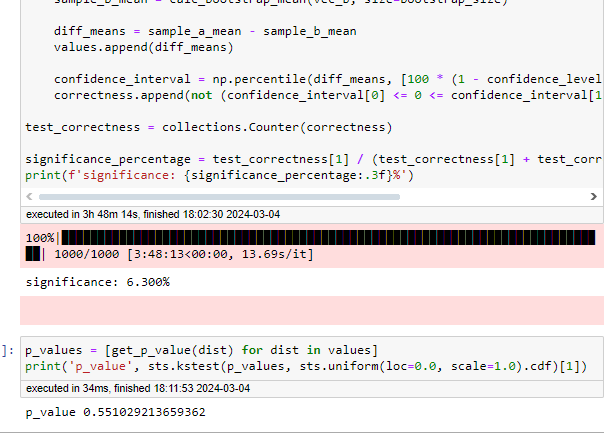 sample_b_mean = calc_bootstrap_mean(vec_b, size=bootstrap_size)
diff_means = sample_a_mean - sample_b_mean
values.append(diff_means)
confidence_interval = np.percentile(diff_means, [100 * (1 - confidence_level
correctness.append(not (confidence_interval[0] <= 0 <= confidence_interval[1
test_correctness = collections.Counter(correctness)
significance_percentage = test_correctness[1] / (test_correctness[1] + test_corr
print(f'significance: {significance_percentage:.3f}%')
executed in 3h 48m 14s, finished 18:02:30 2024-03-04
100%|
| 1000/1000 [3:48:13<00:00, 13.69s/it]
significance: 6.300%
]: p_values = [get_p_value(dist) for dist in values]
print('p_value', sts.kstest(p_values, sts.uniform(loc=0.0, scale=1.0).cdf)[1])
executed in 34ms, finished 18:11:53 2024-03-04
p_value 0.551029213659362